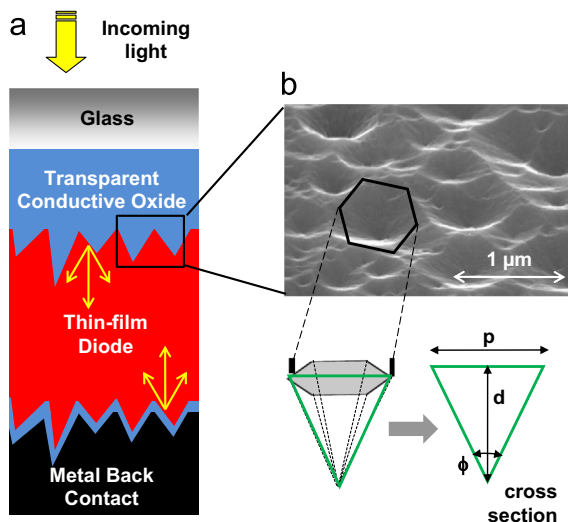 a
Incoming
light
Glass
Transparent
Conductive Oxide
Thin-film
Diode
Metal Back
Contact
b
1 µm
p
d
ϕ
cross
section